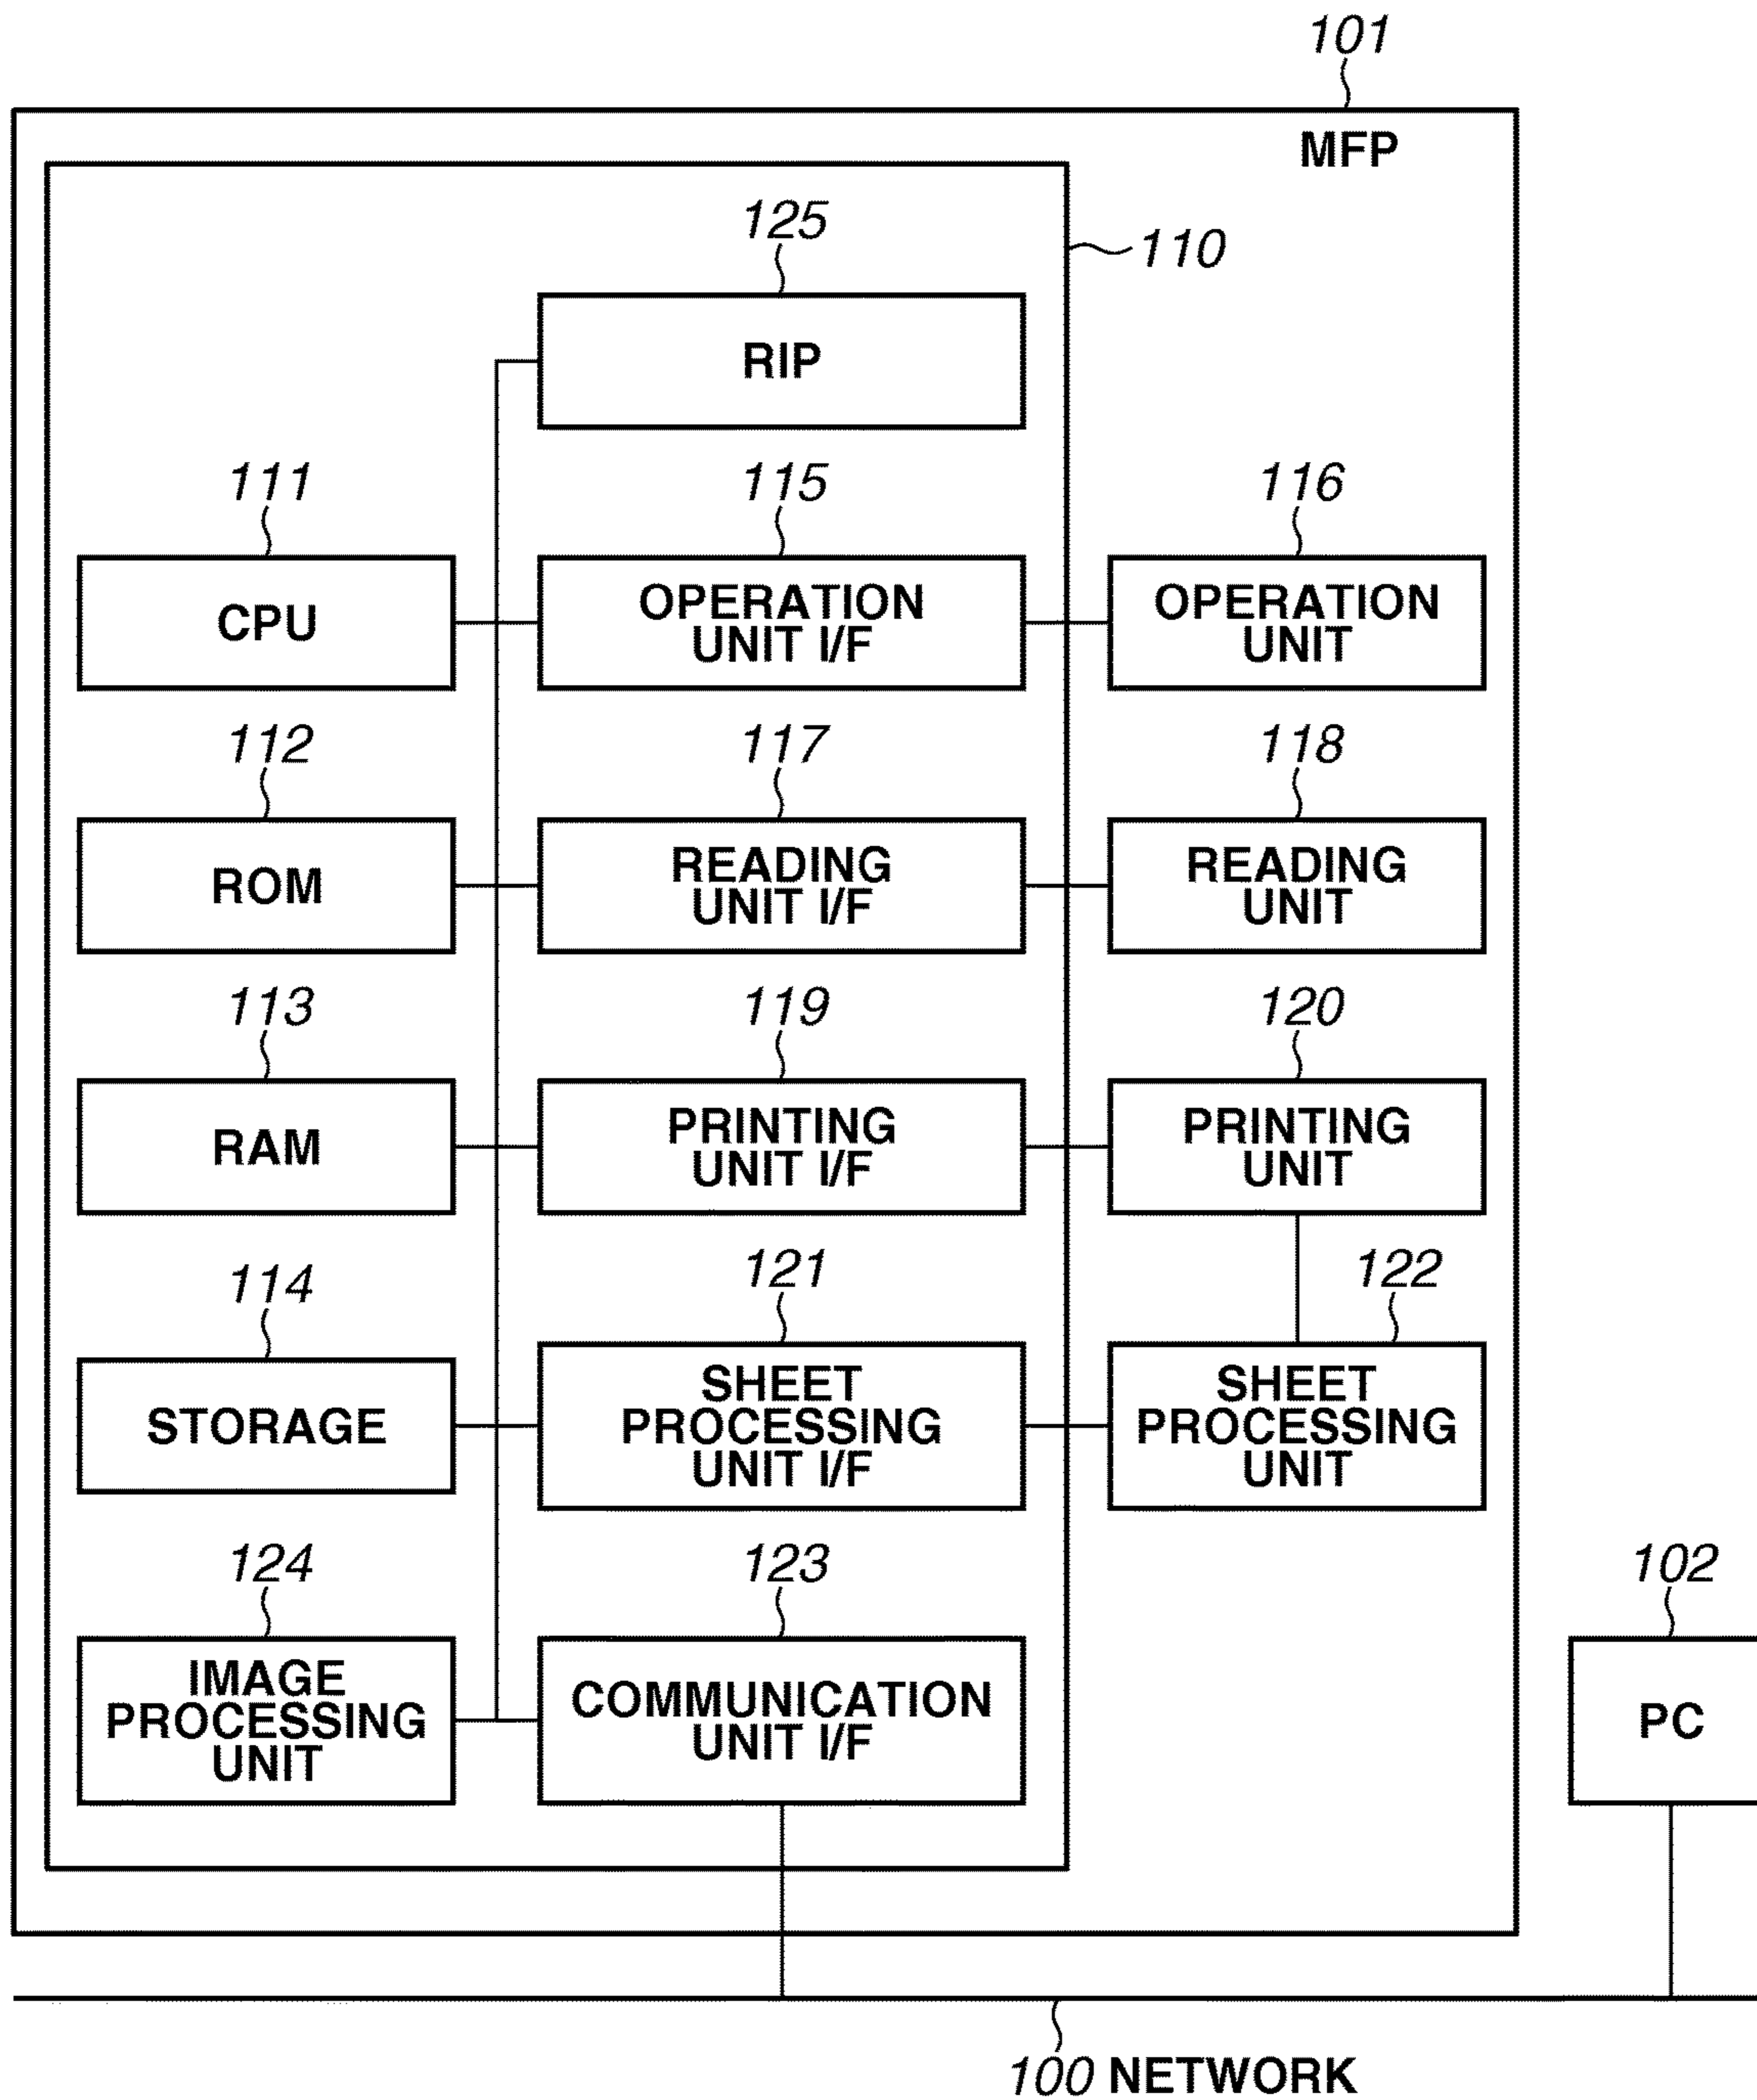 101
MFP
110
125
RIP
111
CPU
115
OPERATION
UNIT I/F
116
OPERATION
UNIT
112
ROM
117
READING
UNIT I/F
118
READING
UNIT
113
RAM
119
PRINTING
UNIT I/F
120
PRINTING
UNIT
114
STORAGE
121
SHEET
PROCESSING
UNIT I/F
122
SHEET
PROCESSING
UNIT
124
IMAGE
PROCESSING
UNIT
123
COMMUNICATION
UNIT I/F
102
PC
100 NETWORK